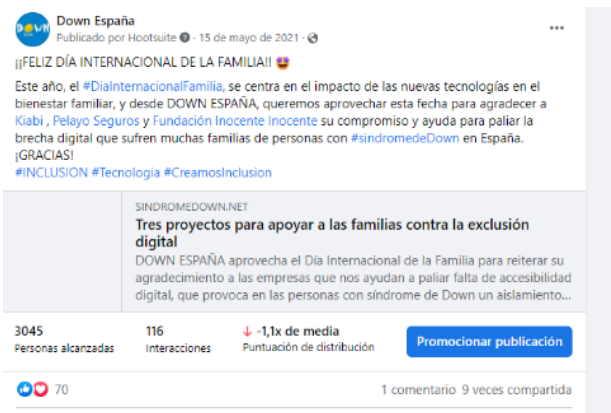 DOWN
Down España
Publicado por Hootsuite · 15 de mayo de 2021 ·
¡¡FELIZ DÍA INTERNACIONAL DE LA FAMILIA!! 🤩
Este año, el #DiaInternacionalFamilia, se centra en el impacto de las nuevas tecnologías en el
bienestar familiar, y desde DOWN ESPAÑA, queremos aprovechar esta fecha para agradecer a
Kiabi , Pelayo Seguros y Fundación Inocente Inocente su compromiso y ayuda para paliar la
brecha digital que sufren muchas familias de personas con #sindromedeDown en España.
¡GRACIAS!
#INCLUSION #Tecnologia #CreamosInclusion
SINDROMEDOWN.NET
Tres proyectos para apoyar a las familias contra la exclusión
digital
DOWN ESPAÑA aprovecha el Día Internacional de la Familia para reiterar su
agradecimiento a las empresas que nos ayudan a paliar falta de accesibilidad
digital, que provoca en las personas con síndrome de Down un aislamiento...
3045 116 ↓ -1,1x de media
Personas alcanzadas Interacciones Puntuación de distribución Promocionar publicación
70 1 comentario 9 veces compartida